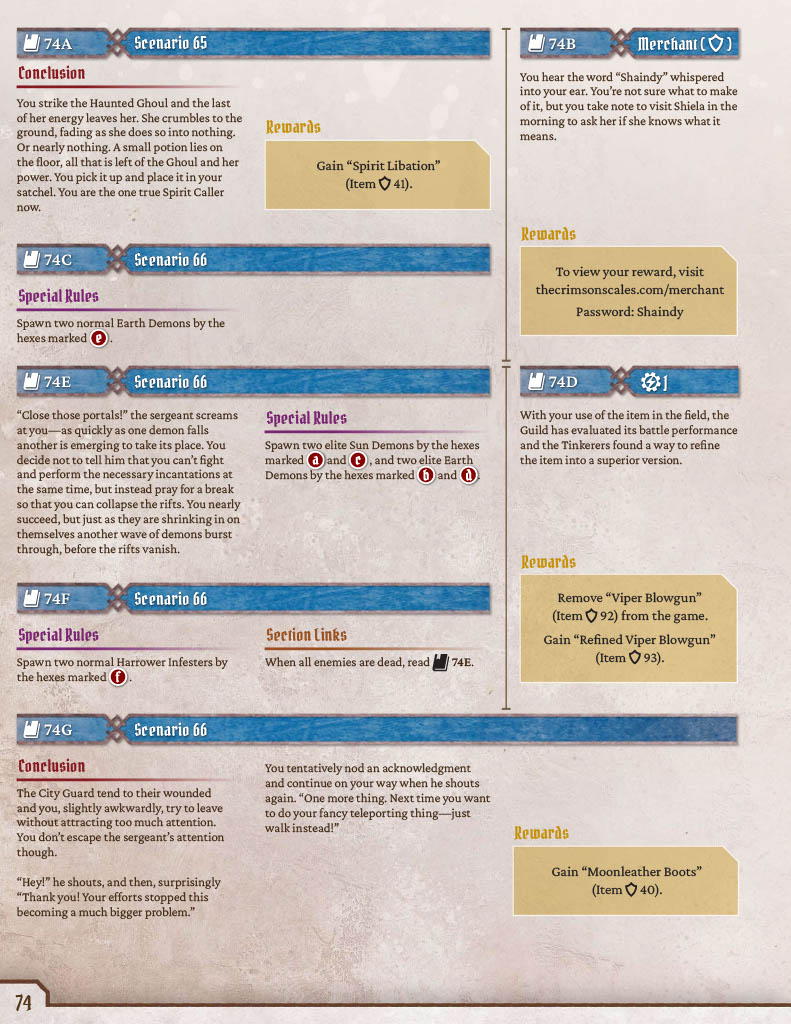 74A
Scenario 65
Conclusion
You strike the Haunted Ghoul and the last
of her energy leaves her. She crumbles to the
ground, fading as she does so into nothing.
Or nearly nothing. A small potion lies on
the floor, all that is left of the Ghoul and her
power. You pick it up and place it in your
satchel. You are the one true Spirit Caller
now.
Rewards
Gain “Spirit Libation”
(Item 41).
74B
Merchant ( )
You hear the word “Shaindy” whispered
into your ear. You’re not sure what to make
of it, but you take note to visit Shiela in the
morning to ask her if she knows what it
means.
Rewards
To view your reward, visit
thecrimsonscales.com/merchant
Password: Shaindy
74C
Scenario 66
Special Rules
Spawn two normal Earth Demons by the
hexes marked e.
74E
Scenario 66
“Close those portals!” the sergeant screams
at you—as quickly as one demon falls
another is emerging to take its place. You
decide not to tell him that you can’t fight
and perform the necessary incantations at
the same time, but instead pray for a break
so that you can collapse the rifts. You nearly
succeed, but just as they are shrinking in on
themselves another wave of demons burst
through, before the rifts vanish.
Special Rules
Spawn two elite Sun Demons by the hexes
marked a and c, and two elite Earth
Demons by the hexes marked b and d.
74D
1
With your use of the item in the field, the
Guild has evaluated its battle performance
and the Tinkerers found a way to refine
the item into a superior version.
Rewards
Remove “Viper Blowgun”
(Item 92) from the game.
Gain “Refined Viper Blowgun”
(Item 93).
74F
Scenario 66
Special Rules
Spawn two normal Harrower Infesters by
the hexes marked f.
Section Links
When all enemies are dead, read 74E.
74G
Scenario 66
Conclusion
The City Guard tend to their wounded
and you, slightly awkwardly, try to leave
without attracting too much attention.
You don’t escape the sergeant’s attention
though.
“Hey!” he shouts, and then, surprisingly
“Thank you! Your efforts stopped this
becoming a much bigger problem.”
You tentatively nod an acknowledgment
and continue on your way when he shouts
again. “One more thing. Next time you want
to do your fancy teleporting thing—just
walk instead!”
Rewards
Gain “Moonleather Boots”
(Item 40).
74